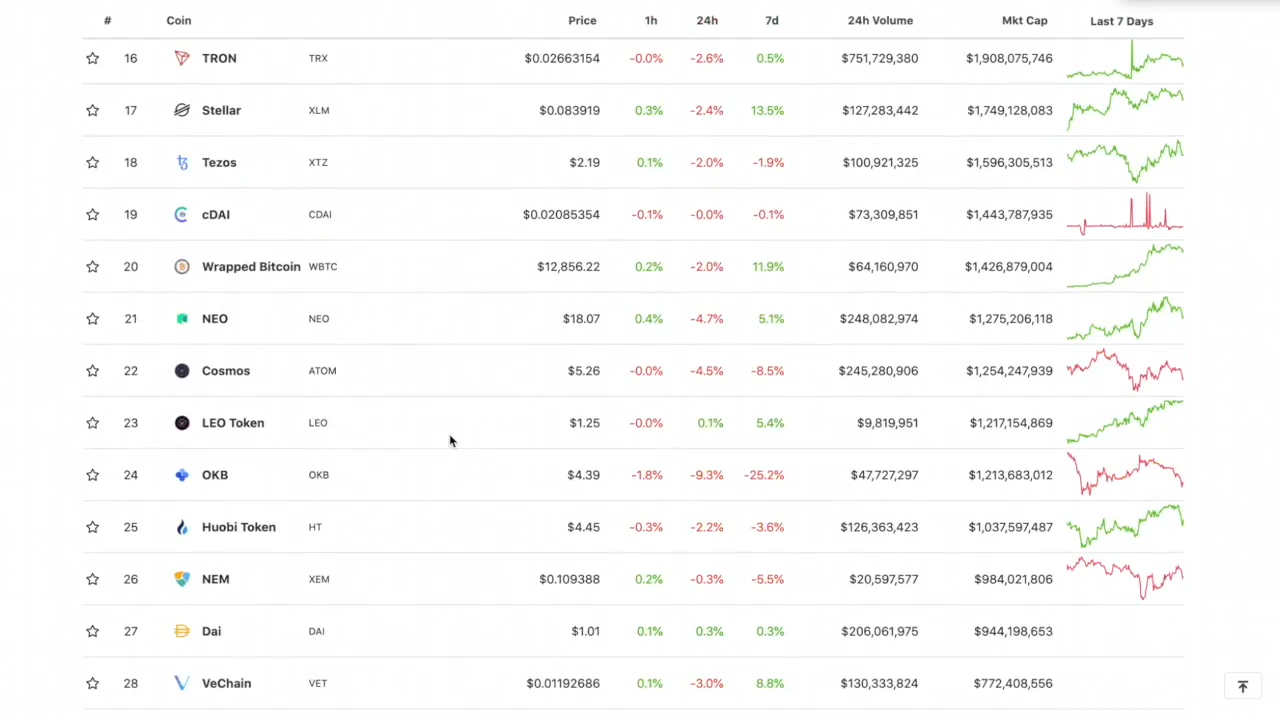 # Coin Price 1h 24h 7d 24h Volume Mkt Cap Last 7 Days
16 TRON TRX $0.02663154 -0.0% -2.6% 0.5% $751,729,380 $1,908,075,746
17 Stellar XLM $0.083919 0.3% -2.4% 13.5% $127,283,442 $1,749,128,083
18 Tezos XTZ $2.19 0.1% -2.0% -1.9% $100,921,325 $1,596,305,513
19 cDAI CDAI $0.02085354 -0.1% -0.0% -0.1% $73,309,851 $1,443,787,935
20 Wrapped Bitcoin WBTC $12,856.22 0.2% -2.0% 11.9% $64,160,970 $1,426,879,004
21 NEO NEO $18.07 0.4% -4.7% 5.1% $248,082,974 $1,275,206,118
22 Cosmos ATOM $5.26 -0.0% -4.5% -8.5% $245,280,906 $1,254,247,939
23 LEO Token LEO $1.25 -0.0% 0.1% 5.4% $9,819,951 $1,217,154,869
24 OKB OKB $4.39 -1.8% -9.3% -25.2% $47,727,297 $1,213,683,012
25 Huobi Token HT $4.45 -0.3% -2.2% -3.6% $126,363,423 $1,037,597,487
26 NEM XEM $0.109388 0.2% -0.3% -5.5% $20,597,577 $984,021,806
27 Dai DAI $1.01 0.1% 0.3% 0.3% $206,061,975 $944,198,653
28 VeChain VET $0.01192686 0.1% -3.0% 8.8% $130,333,824 $772,408,556